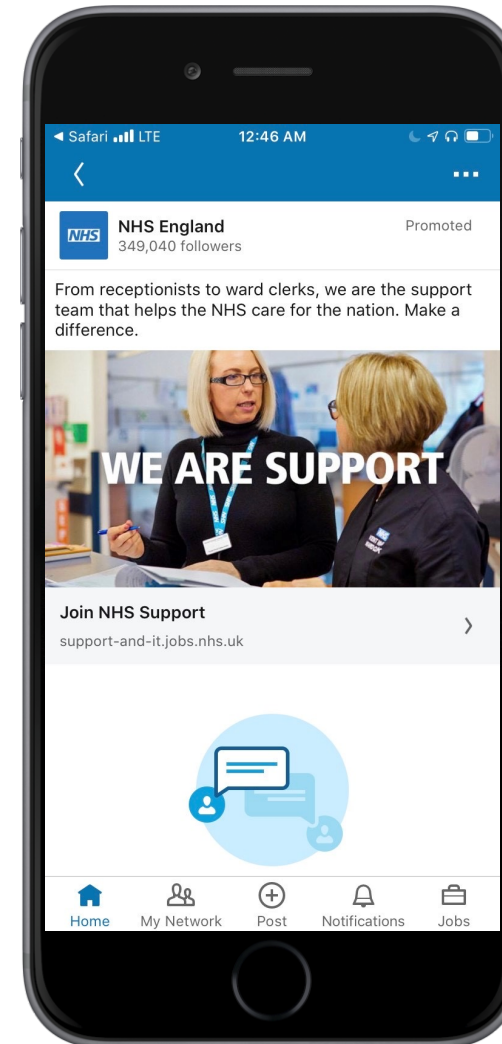 Safari LTE 12:46 AM
NHS
NHS England
349,040 followers
Promoted
From receptionists to ward clerks, we are the support
team that helps the NHS care for the nation. Make a
difference.
WE ARE SUPPORT
NHS
Join NHS Support
support-and-it.jobs.nhs.uk
Home My Network Post Notifications Jobs